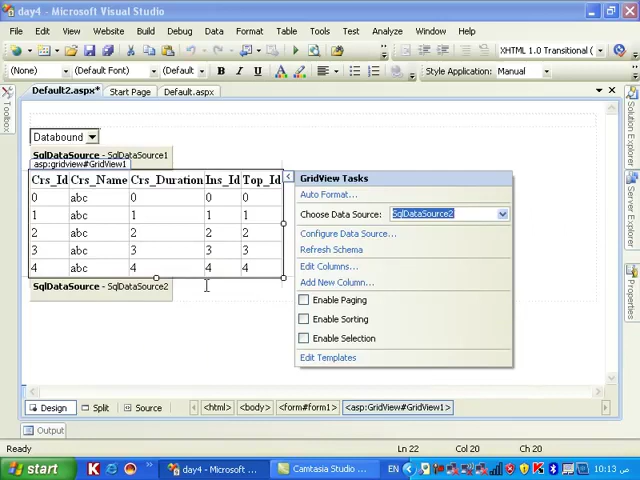 day4 - Microsoft Visual Studio
File Edit View Website Build Debug Data Format Table Tools Test Analyze Window Help
XHTML 1.0 Transitional (
(None) (Default Font) (Default B I U A Style Application: Manual
Toolbox
Default2.aspx* Start Page Default.aspx
Solution Explorer
Server Explorer
Properties
Databound
SqlDataSource - SqlDataSource1
asp:gridview#GridView1
Crs_Id Crs_Name Crs_Duration Ins_Id Top_Id
0 abc 0 0 0
1 abc 1 1 1
2 abc 2 2 2
3 abc 3 3 3
4 abc 4 4 4
SqlDataSource - SqlDataSource2
GridView Tasks
Auto Format...
Choose Data Source: SqlDataSource2
Configure Data Source...
Refresh Schema
Edit Columns...
Add New Column...
Enable Paging
Enable Sorting
Enable Selection
Edit Templates
Design Split Source <html> <body> <form#form1> <asp:GridView#GridView1>
Output
Ready Ln 22 Col 20 Ch 20
start day4 - Microsoft V... Camtasia Studio ... EN 10:13 ص